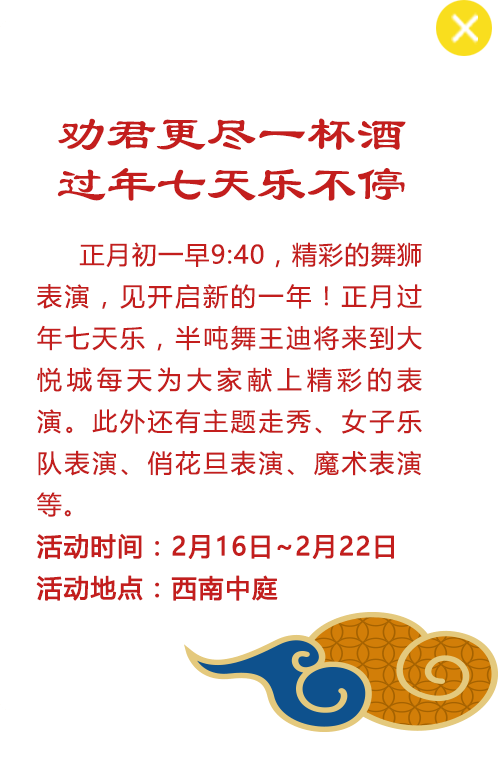 劝君更尽一杯酒
过年七天乐不停
正月初一早9:40，精彩的舞狮
表演，见开启新的一年！正月过
年七天乐，半吨舞王迪将来到大
悦城每天为大家献上精彩的表
演。此外还有主题走秀、女子乐
队表演、俏花旦表演、魔术表演
等。
活动时间：2月16日~2月22日
活动地点：西南中庭